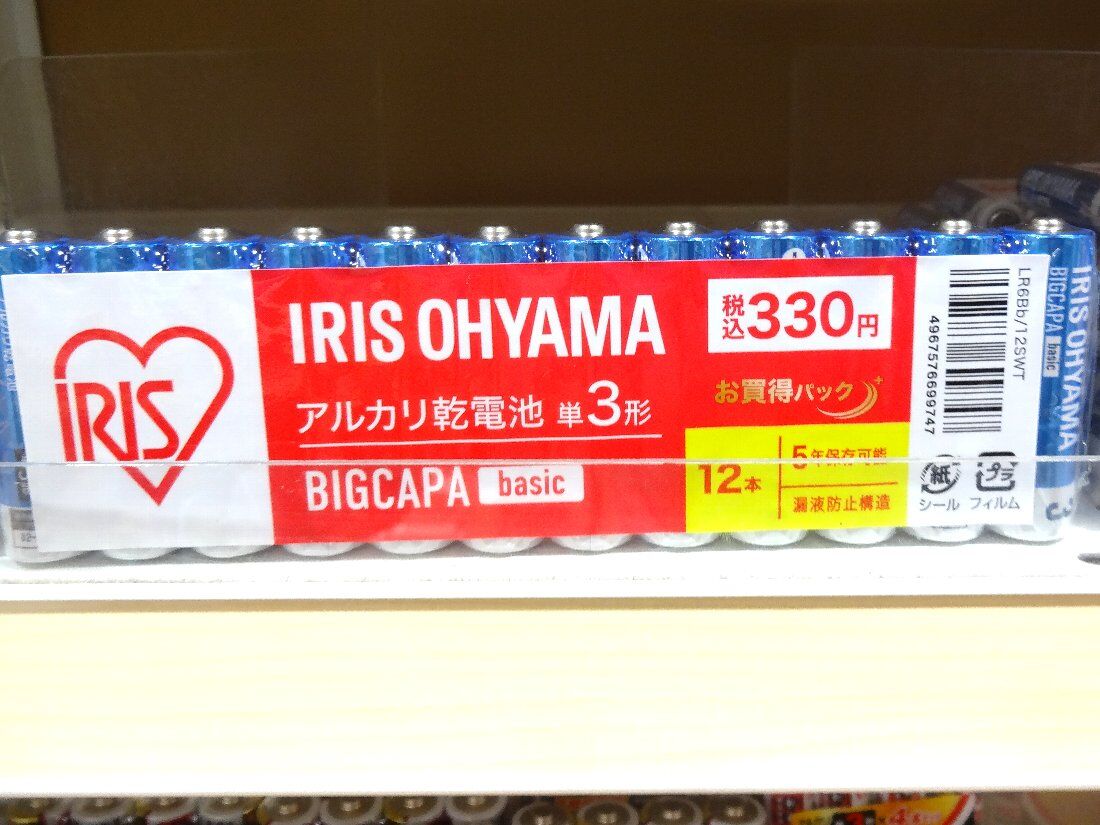 IRIS
IRIS OHYAMA
アルカリ乾電池 単3形
BIGCAPA basic
税込330円
お買得パック
12本
5年保存可能
漏液防止構造
4967576699747
LR6Bb/12SWT
紙
シール
プラ
フィルム
IRIS OHYAMA
BIGCAPA basic
3